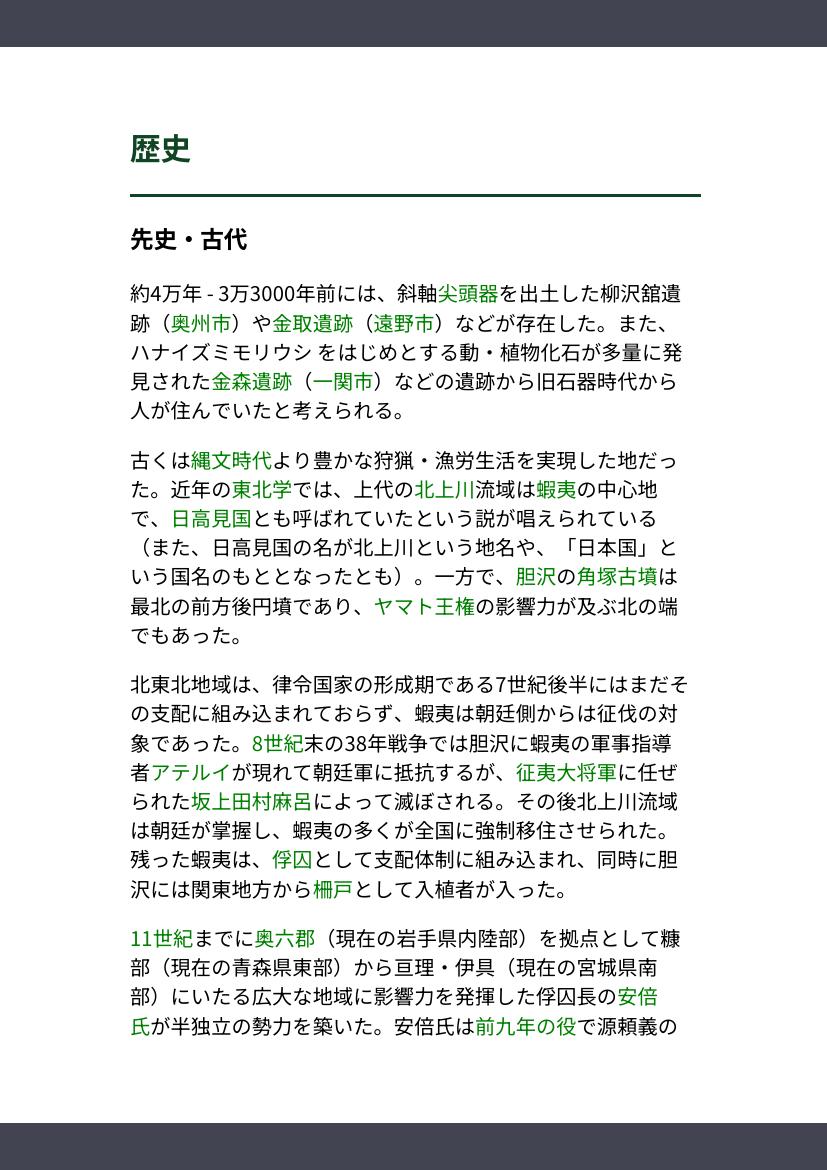 歴史
先史・古代
約4万年 - 3万3000年前には、斜軸尖頭器を出土した柳沢舘遺
跡（奥州市）や金取遺跡（遠野市）などが存在した。また、
ハナイズミモリウシ をはじめとする動・植物化石が多量に発
見された金森遺跡（一関市）などの遺跡から旧石器時代から
人が住んでいたと考えられる。
古くは縄文時代より豊かな狩猟・漁労生活を実現した地だっ
た。近年の東北学では、上代の北上川流域は蝦夷の中心地
で、日高見国とも呼ばれていたという説が唱えられている
（また、日高見国の名が北上川という地名や、「日本国」と
いう国名のもととなったとも）。一方で、胆沢の角塚古墳は
最北の前方後円墳であり、ヤマト王権の影響力が及ぶ北の端
でもあった。
北東北地域は、律令国家の形成期である7世紀後半にはまだそ
の支配に組み込まれておらず、蝦夷は朝廷側からは征伐の対
象であった。8世紀末の38年戦争では胆沢に蝦夷の軍事指導
者アテルイが現れて朝廷軍に抵抗するが、征夷大将軍に任ぜ
られた坂上田村麻呂によって滅ぼされる。その後北上川流域
は朝廷が掌握し、蝦夷の多くが全国に強制移住させられた。
残った蝦夷は、俘囚として支配体制に組み込まれ、同時に胆
沢には関東地方から柵戸として入植者が入った。
11世紀までに奥六郡（現在の岩手県内陸部）を拠点として糠
部（現在の青森県東部）から亘理・伊具（現在の宮城県南
部）にいたる広大な地域に影響力を発揮した俘囚長の安倍
氏が半独立の勢力を築いた。安倍氏は前九年の役で源頼義の